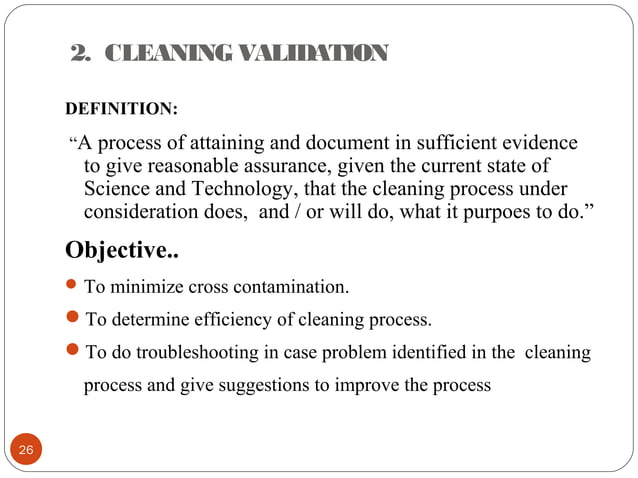 2. CLEANING VALIDATION
DEFINITION:
“A process of attaining and document in sufficient evidence
to give reasonable assurance, given the current state of
Science and Technology, that the cleaning process under
consideration does, and / or will do, what it purpoes to do.”
Objective..
To minimize cross contamination.
To determine efficiency of cleaning process.
To do troubleshooting in case problem identified in the cleaning
process and give suggestions to improve the process
26